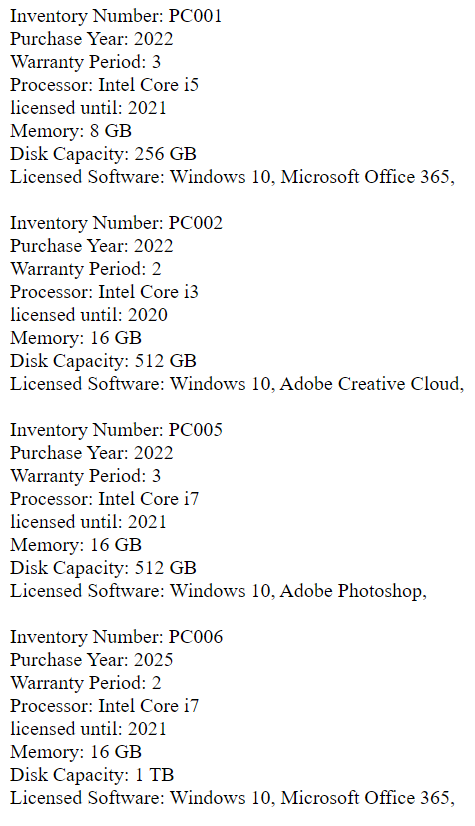 Inventory Number: PC001
Purchase Year: 2022
Warranty Period: 3
Processor: Intel Core i5
licensed until: 2021
Memory: 8 GB
Disk Capacity: 256 GB
Licensed Software: Windows 10, Microsoft Office 365,

Inventory Number: PC002
Purchase Year: 2022
Warranty Period: 2
Processor: Intel Core i3
licensed until: 2020
Memory: 16 GB
Disk Capacity: 512 GB
Licensed Software: Windows 10, Adobe Creative Cloud,

Inventory Number: PC005
Purchase Year: 2022
Warranty Period: 3
Processor: Intel Core i7
licensed until: 2021
Memory: 16 GB
Disk Capacity: 512 GB
Licensed Software: Windows 10, Adobe Photoshop,

Inventory Number: PC006
Purchase Year: 2025
Warranty Period: 2
Processor: Intel Core i7
licensed until: 2021
Memory: 16 GB
Disk Capacity: 1 TB
Licensed Software: Windows 10, Microsoft Office 365,